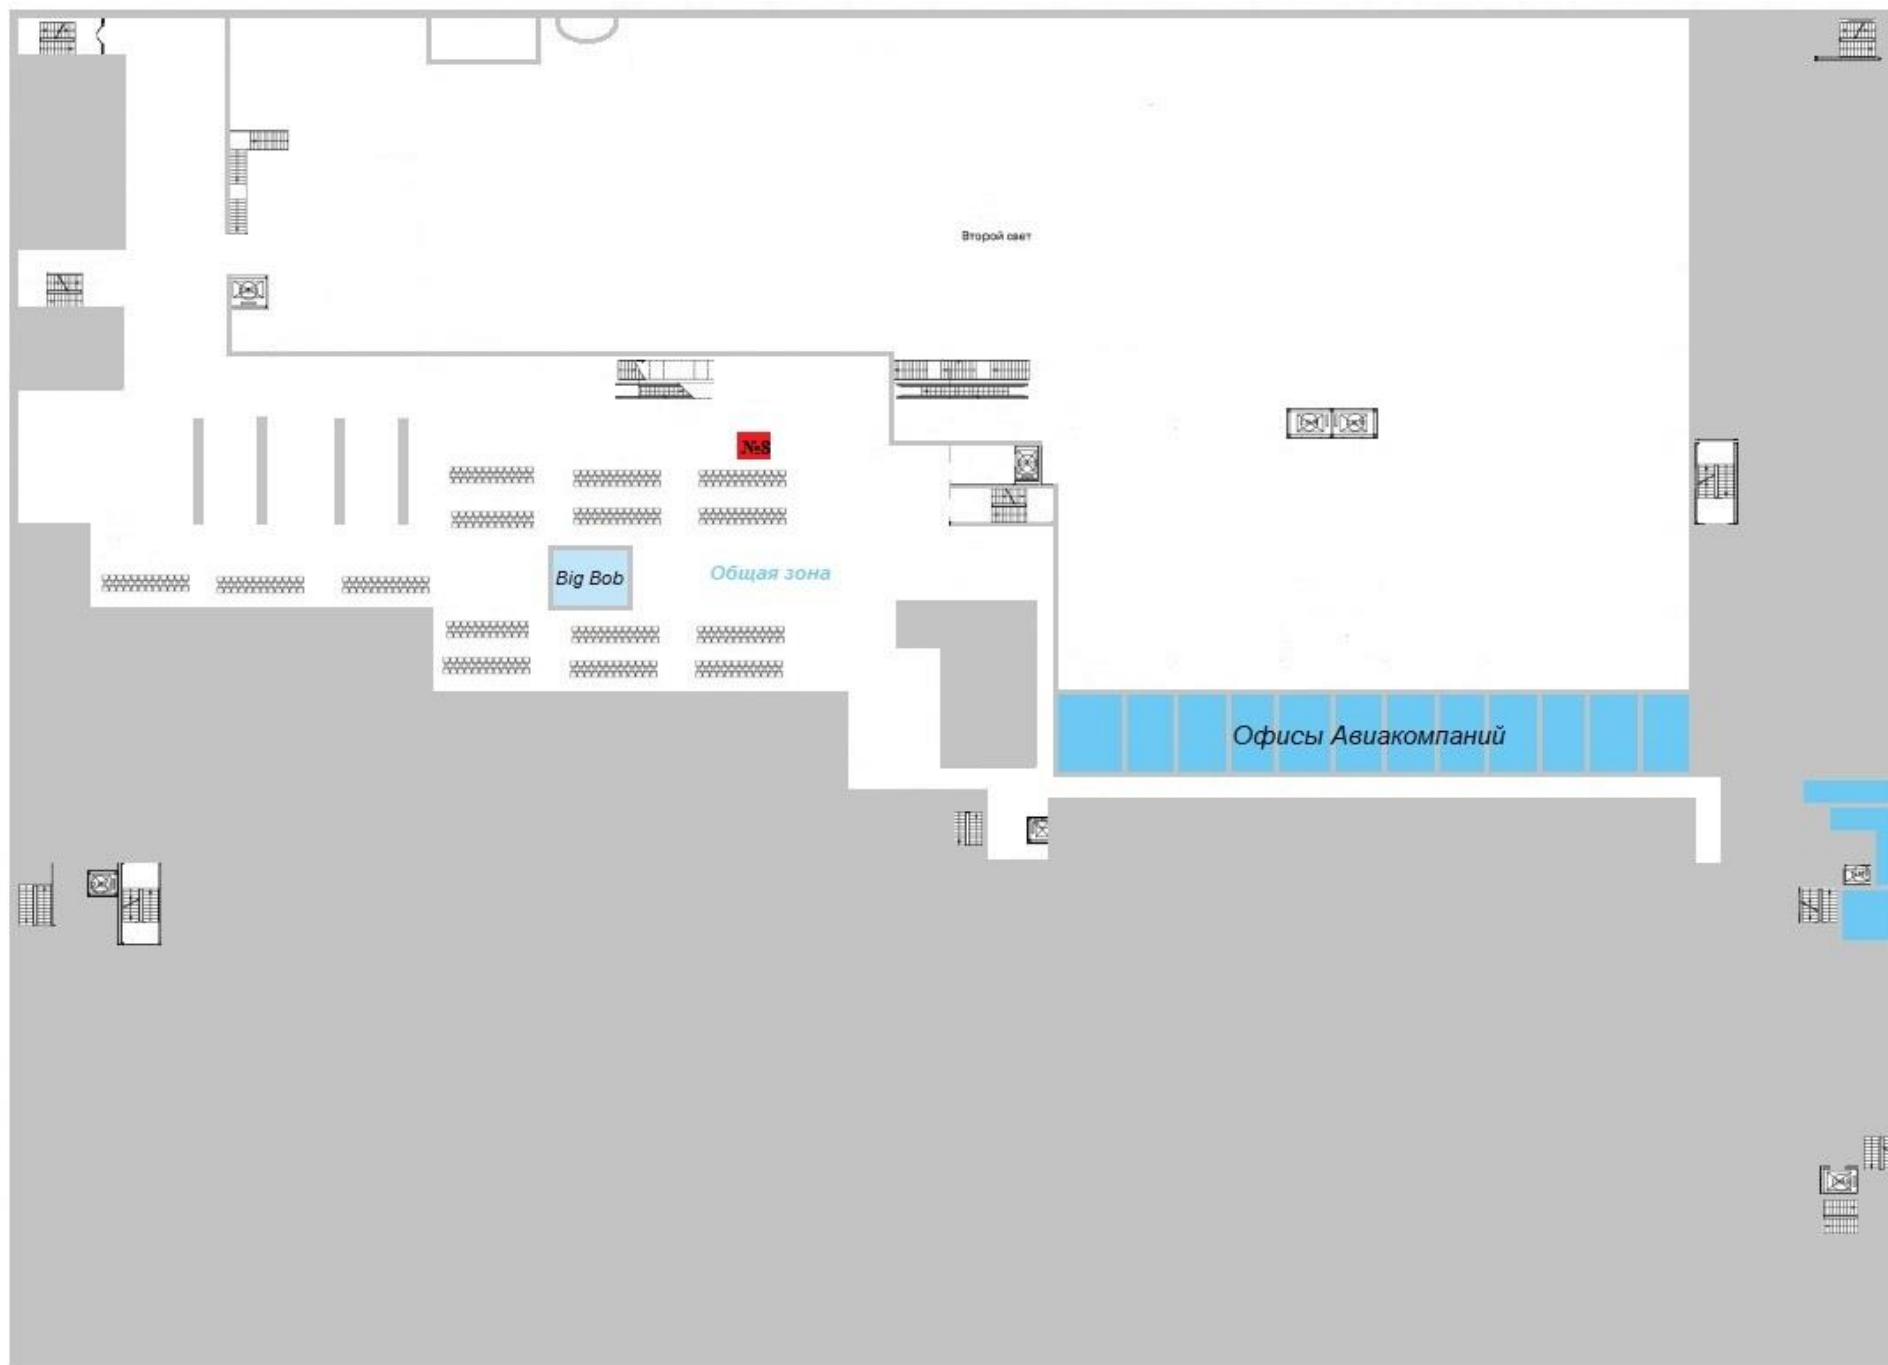 Второй свет
№8
Big Bob
Общая зона
Офисы Авиакомпаний